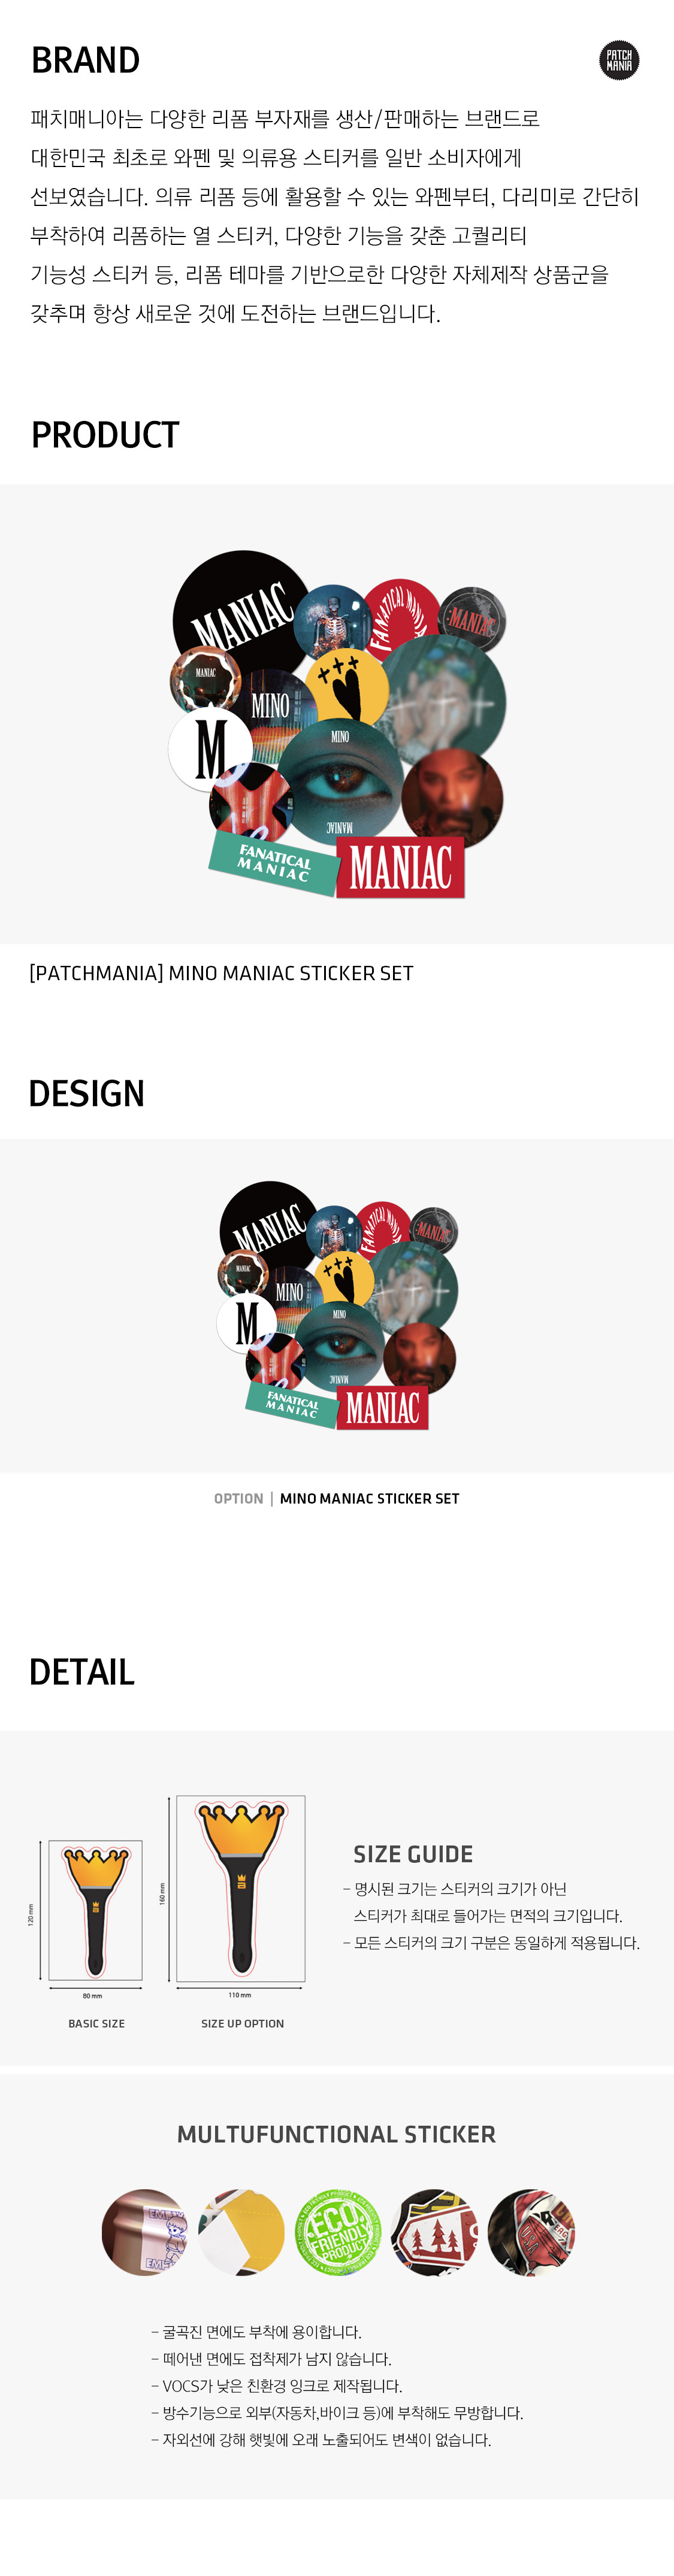 BRAND
PATCH
MANIA
패치매니아는 다양한 리폼 부자재를 생산/판매하는 브랜드로
대한민국 최초로 와펜 및 의류용 스티커를 일반 소비자에게
선보였습니다. 의류 리폼 등에 활용할 수 있는 와펜부터, 다리미로 간단히
부착하여 리폼하는 열 스티커, 다양한 기능을 갖춘 고퀄리티
기능성 스티커 등, 리폼 테마를 기반으로한 다양한 자체제작 상품군을
갖추며 항상 새로운 것에 도전하는 브랜드입니다.
PRODUCT
MANIAC
FANATICAL MANIAC
MANIAC
MANIAC
MINO
M
MINO
MANIAC
FANATICAL
MANIAC
MANIAC
[PATCHMANIA] MINO MANIAC STICKER SET
DESIGN
MANIAC
FANATICAL MANIAC
MANIAC
MANIAC
MINO
M
MINO
MANIAC
FANATICAL
MANIAC
MANIAC
OPTION | MINO MANIAC STICKER SET
DETAIL
120 mm
80 mm
BASIC SIZE
160 mm
110 mm
SIZE UP OPTION
SIZE GUIDE
- 명시된 크기는 스티커의 크기가 아닌
스티커가 최대로 들어가는 면적의 크기입니다.
- 모든 스티커의 크기 구분은 동일하게 적용됩니다.
MULTUFUNCTIONAL STICKER
ECO
FRIENDLY
PRODUCT
USA
- 굴곡진 면에도 부착에 용이합니다.
- 떼어낸 면에도 접착제가 남지 않습니다.
- VOCS가 낮은 친환경 잉크로 제작됩니다.
- 방수기능으로 외부(자동차,바이크 등)에 부착해도 무방합니다.
- 자외선에 강해 햇빛에 오래 노출되어도 변색이 없습니다.